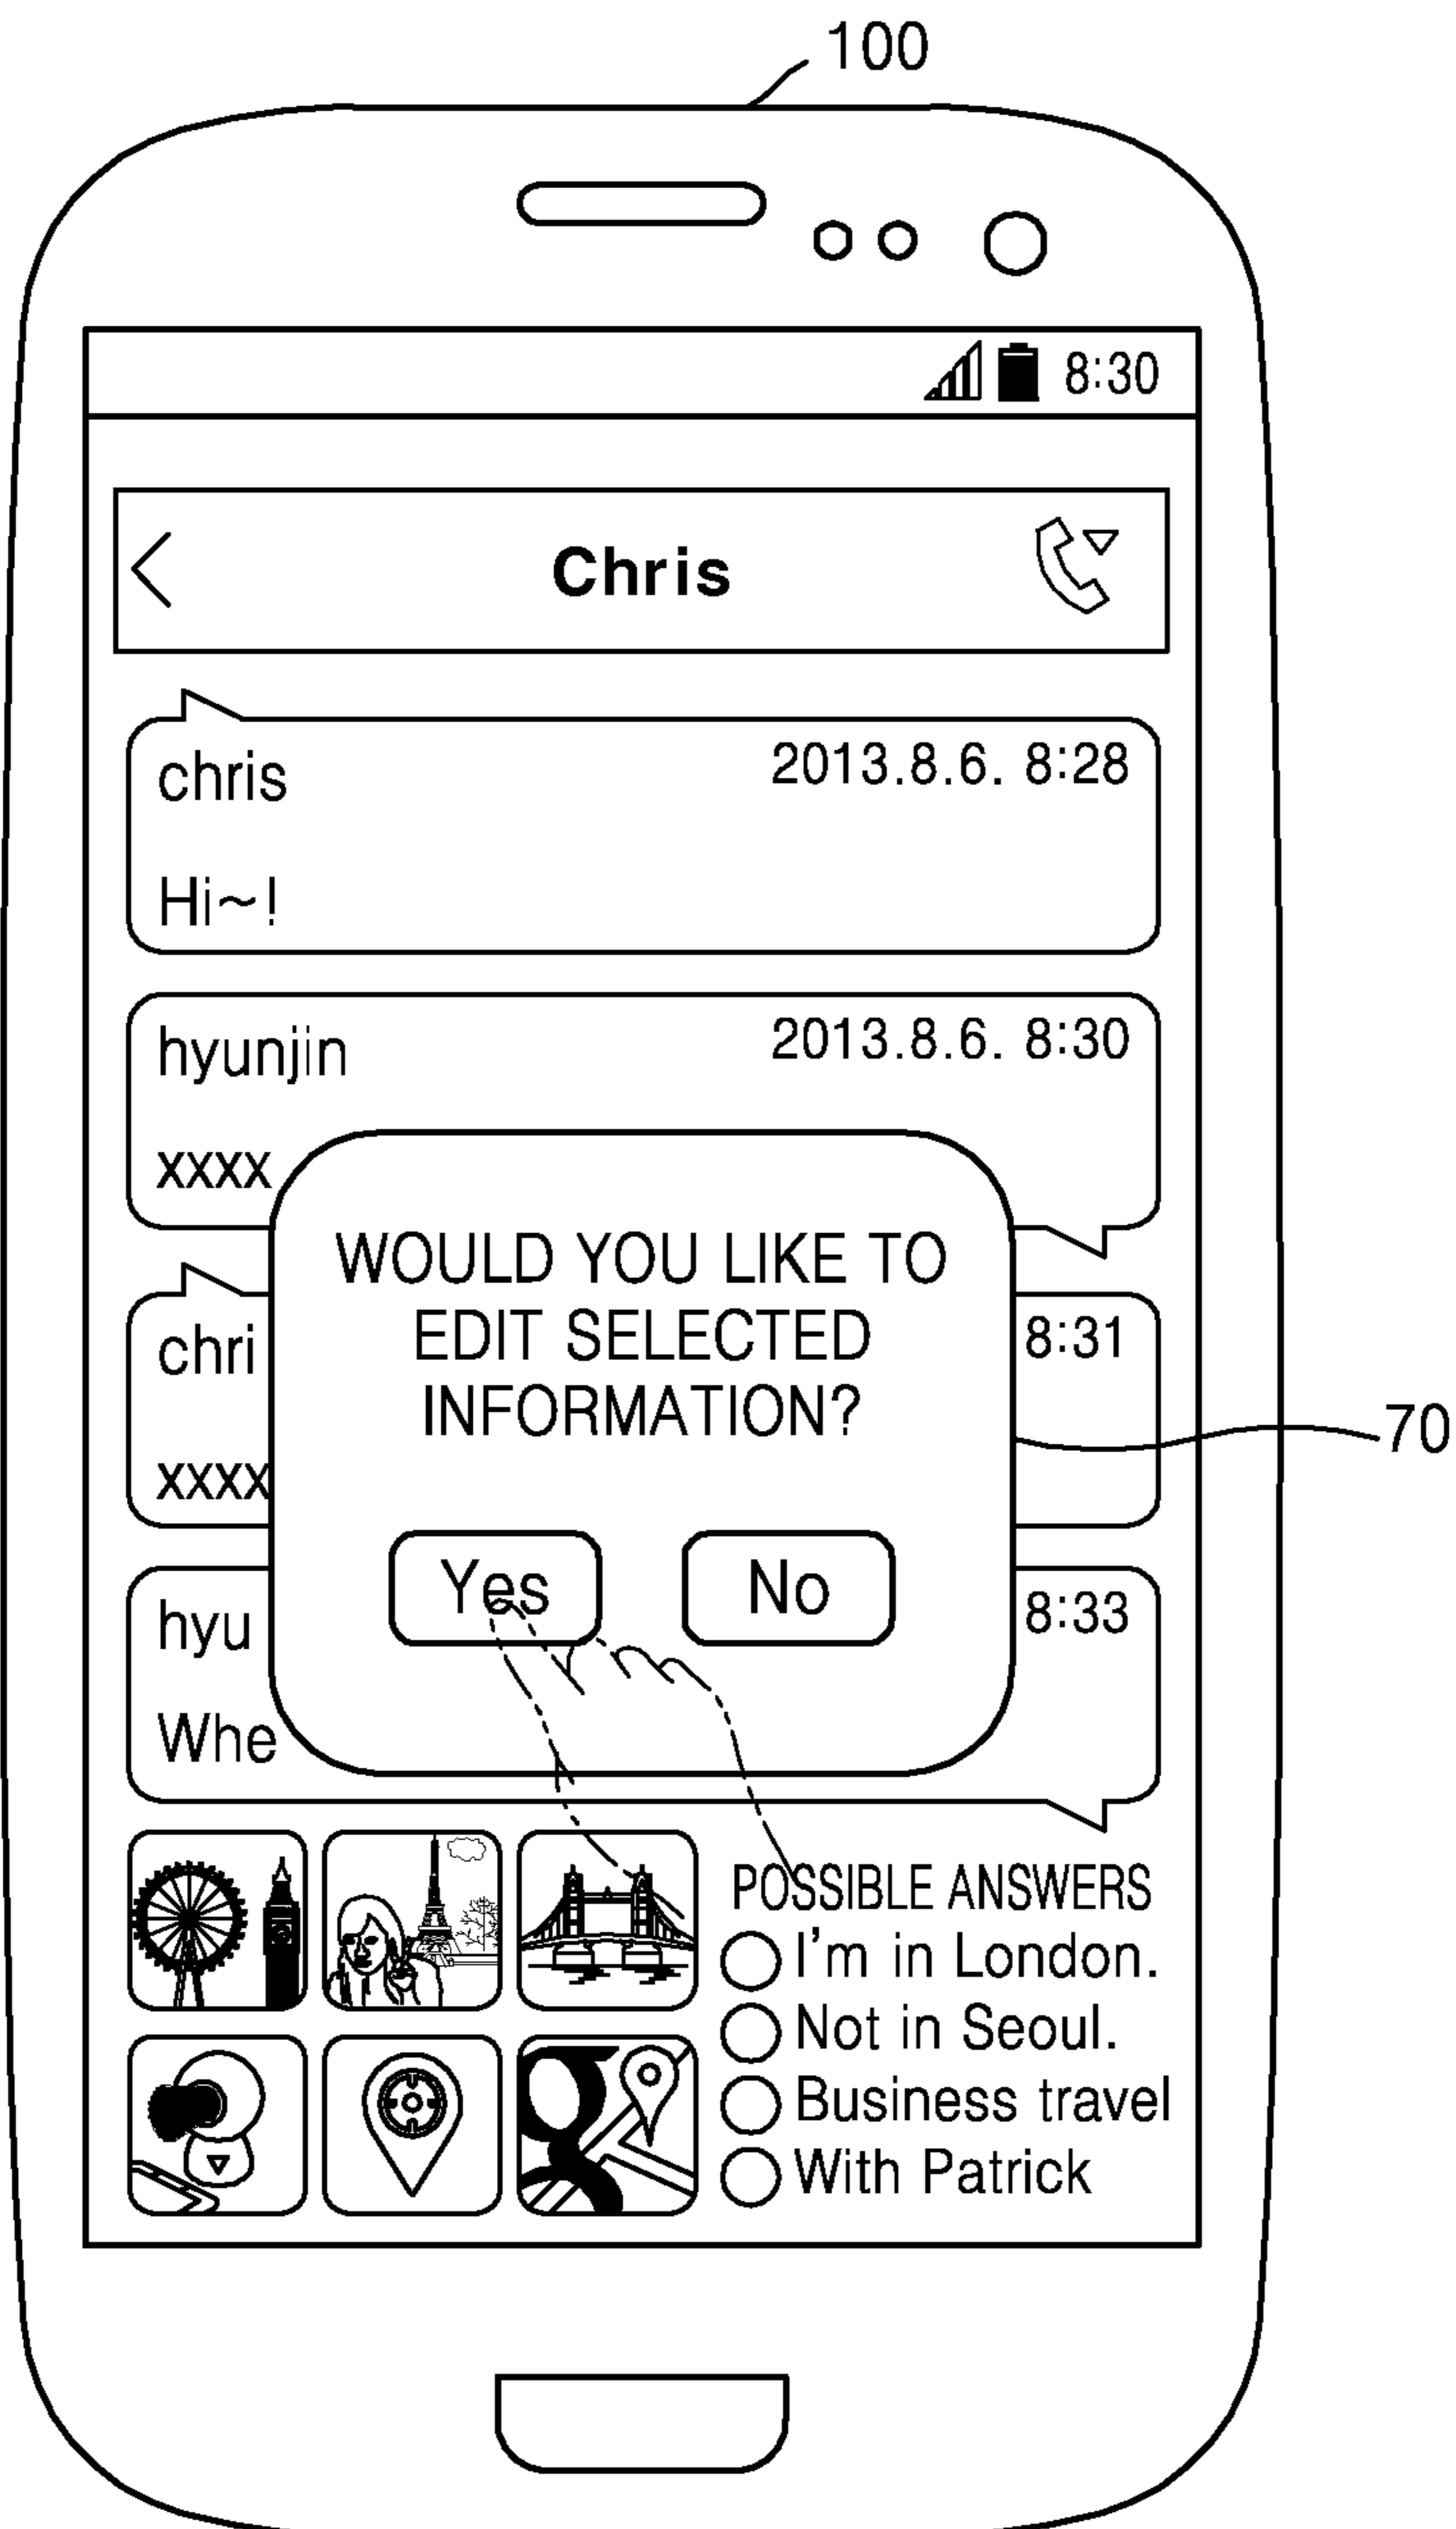 100
8:30
Chris
chris 2013.8.6. 8:28
Hi~!
hyunjin 2013.8.6. 8:30
xxxx
WOULD YOU LIKE TO
EDIT SELECTED
INFORMATION?
chri 8:31
xxxx
70
Yes No
hyu 8:33
Whe
POSSIBLE ANSWERS
I'm in London.
Not in Seoul.
Business travel
With Patrick